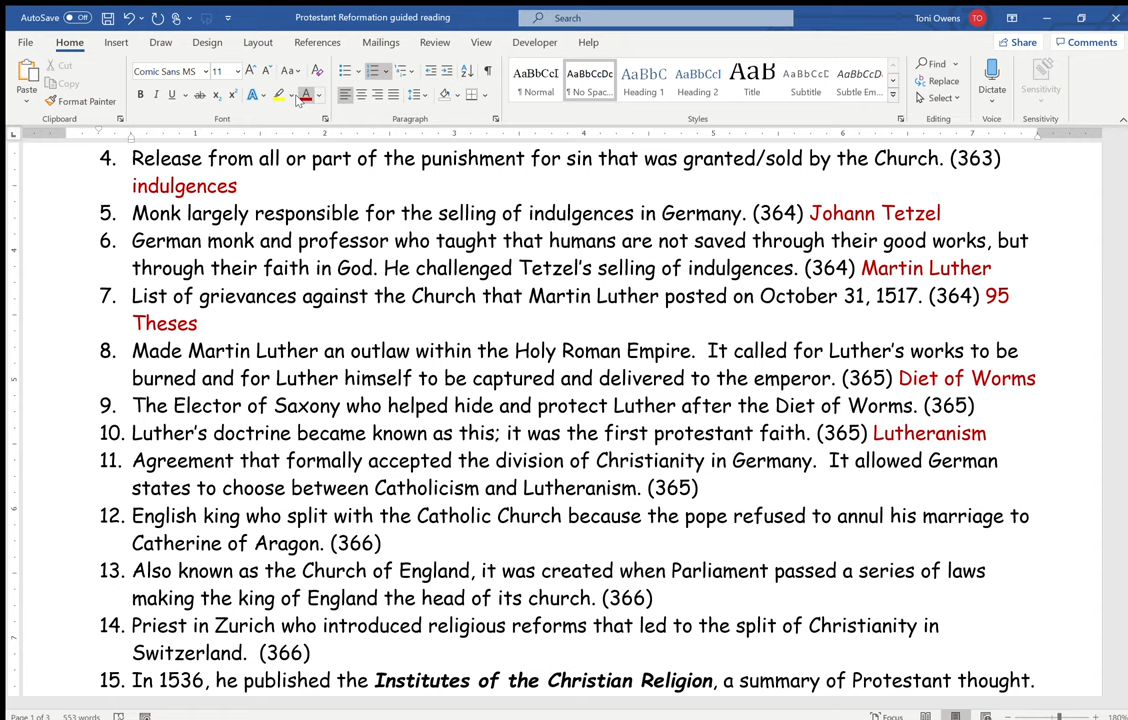 AutoSave Off Protestant Reformation guided reading Search Toni Owens TO
File Home Insert Draw Design Layout References Mailings Review View Developer Help Share Comments
Paste Cut Copy Format Painter Clipboard
Comic Sans MS 11 Aa
B I U ab x₂ x² A A Font
Paragraph
AaBbCcI AaBbCcDc AaBbC AaBbCcI AaB AaBbCcD AaBbCcD
¶ Normal ¶ No Spac... Heading 1 Heading 2 Title Subtitle Subtle Em...
Styles
Find Replace Select Editing
Dictate Voice
Sensitivity Sensitivity
1 2 3 4 5 6 7
4. Release from all or part of the punishment for sin that was granted/sold by the Church. (363)
indulgences
5. Monk largely responsible for the selling of indulgences in Germany. (364) Johann Tetzel
6. German monk and professor who taught that humans are not saved through their good works, but
through their faith in God. He challenged Tetzel's selling of indulgences. (364) Martin Luther
7. List of grievances against the Church that Martin Luther posted on October 31, 1517. (364) 95
Theses
8. Made Martin Luther an outlaw within the Holy Roman Empire. It called for Luther's works to be
burned and for Luther himself to be captured and delivered to the emperor. (365) Diet of Worms
9. The Elector of Saxony who helped hide and protect Luther after the Diet of Worms. (365)
10. Luther's doctrine became known as this; it was the first protestant faith. (365) Lutheranism
11. Agreement that formally accepted the division of Christianity in Germany. It allowed German
states to choose between Catholicism and Lutheranism. (365)
12. English king who split with the Catholic Church because the pope refused to annul his marriage to
Catherine of Aragon. (366)
13. Also known as the Church of England, it was created when Parliament passed a series of laws
making the king of England the head of its church. (366)
14. Priest in Zurich who introduced religious reforms that led to the split of Christianity in
Switzerland. (366)
15. In 1536, he published the Institutes of the Christian Religion, a summary of Protestant thought.
Page 1 of 3 553 words Focus 180%